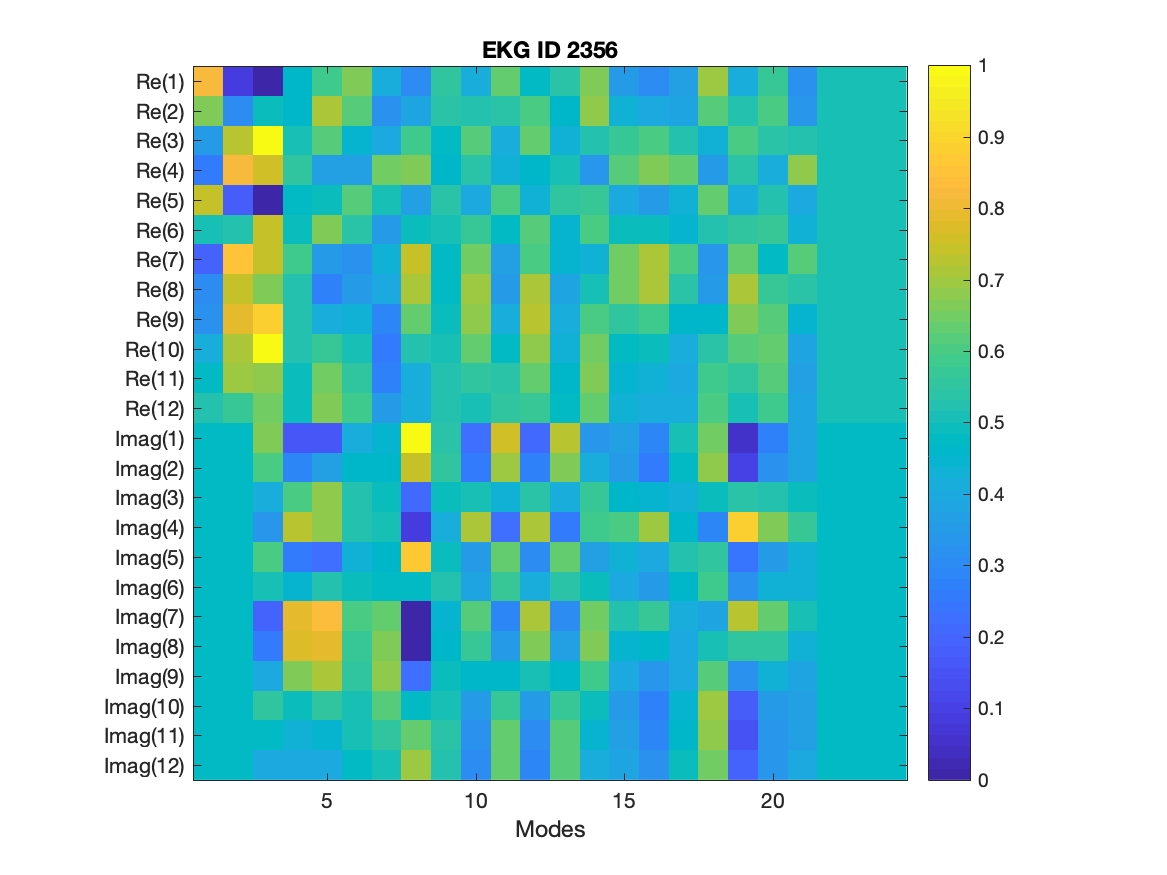 EKG ID 2356
Re(1)
Re(2)
Re(3)
Re(4)
Re(5)
Re(6)
Re(7)
Re(8)
Re(9)
Re(10)
Re(11)
Re(12)
Imag(1)
Imag(2)
Imag(3)
Imag(4)
Imag(5)
Imag(6)
Imag(7)
Imag(8)
Imag(9)
Imag(10)
Imag(11)
Imag(12)
5 10 15 20
Modes
1
0.9
0.8
0.7
0.6
0.5
0.4
0.3
0.2
0.1
0